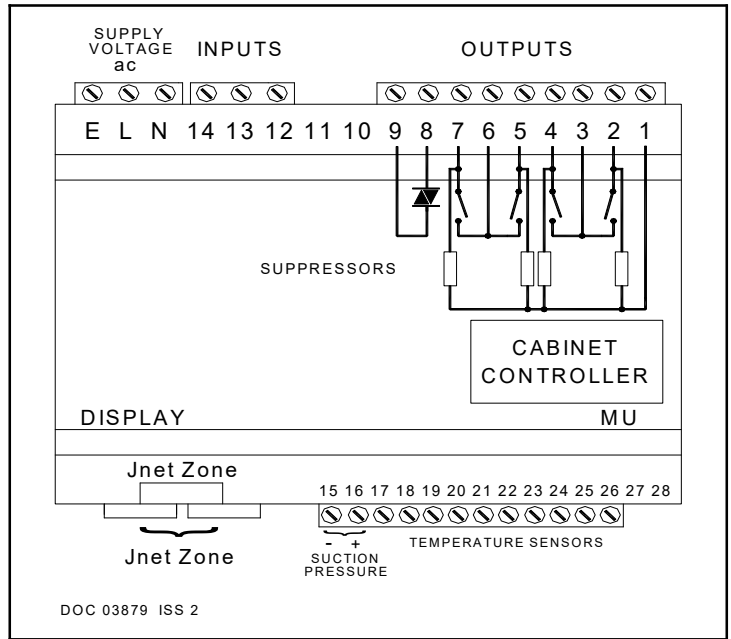 SUPPLY
VOLTAGE
ac
INPUTS
OUTPUTS
E L N 14 13 12 11 10 9 8 7 6 5 4 3 2 1
SUPPRESSORS
CABINET
CONTROLLER
DISPLAY
MU
Jnet Zone
15 16 17 18 19 20 21 22 23 24 25 26 27 28
- +
Jnet Zone
SUCTION
PRESSURE
TEMPERATURE SENSORS
DOC 03879 ISS 2